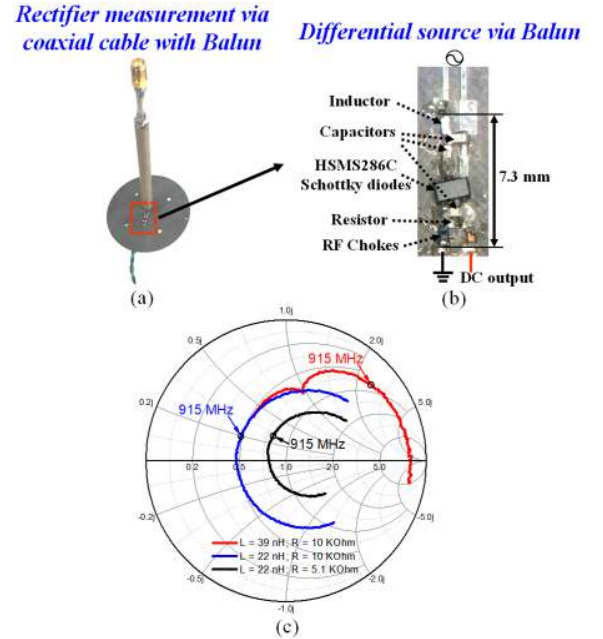 Rectifier measurement via
coaxial cable with Balun
Differential source via Balun
Inductor
Capacitors
HSMS286C
Schottky diodes
7.3 mm
Resistor
RF Chokes
DC output
(a)
(b)
1.0j
0.5j
2.0j
915 MHz
0.2j
5.0j
915 MHz
915 MHz
0.2
0.5
1.0
2.0
5.0
-0.2j
-5.0j
L = 39 nH, R = 10 KOhm
L = 22 nH, R = 10 KOhm
L = 22 nH, R = 5.1 KOhm
-0.5j
-2.0j
-1.0j
(c)